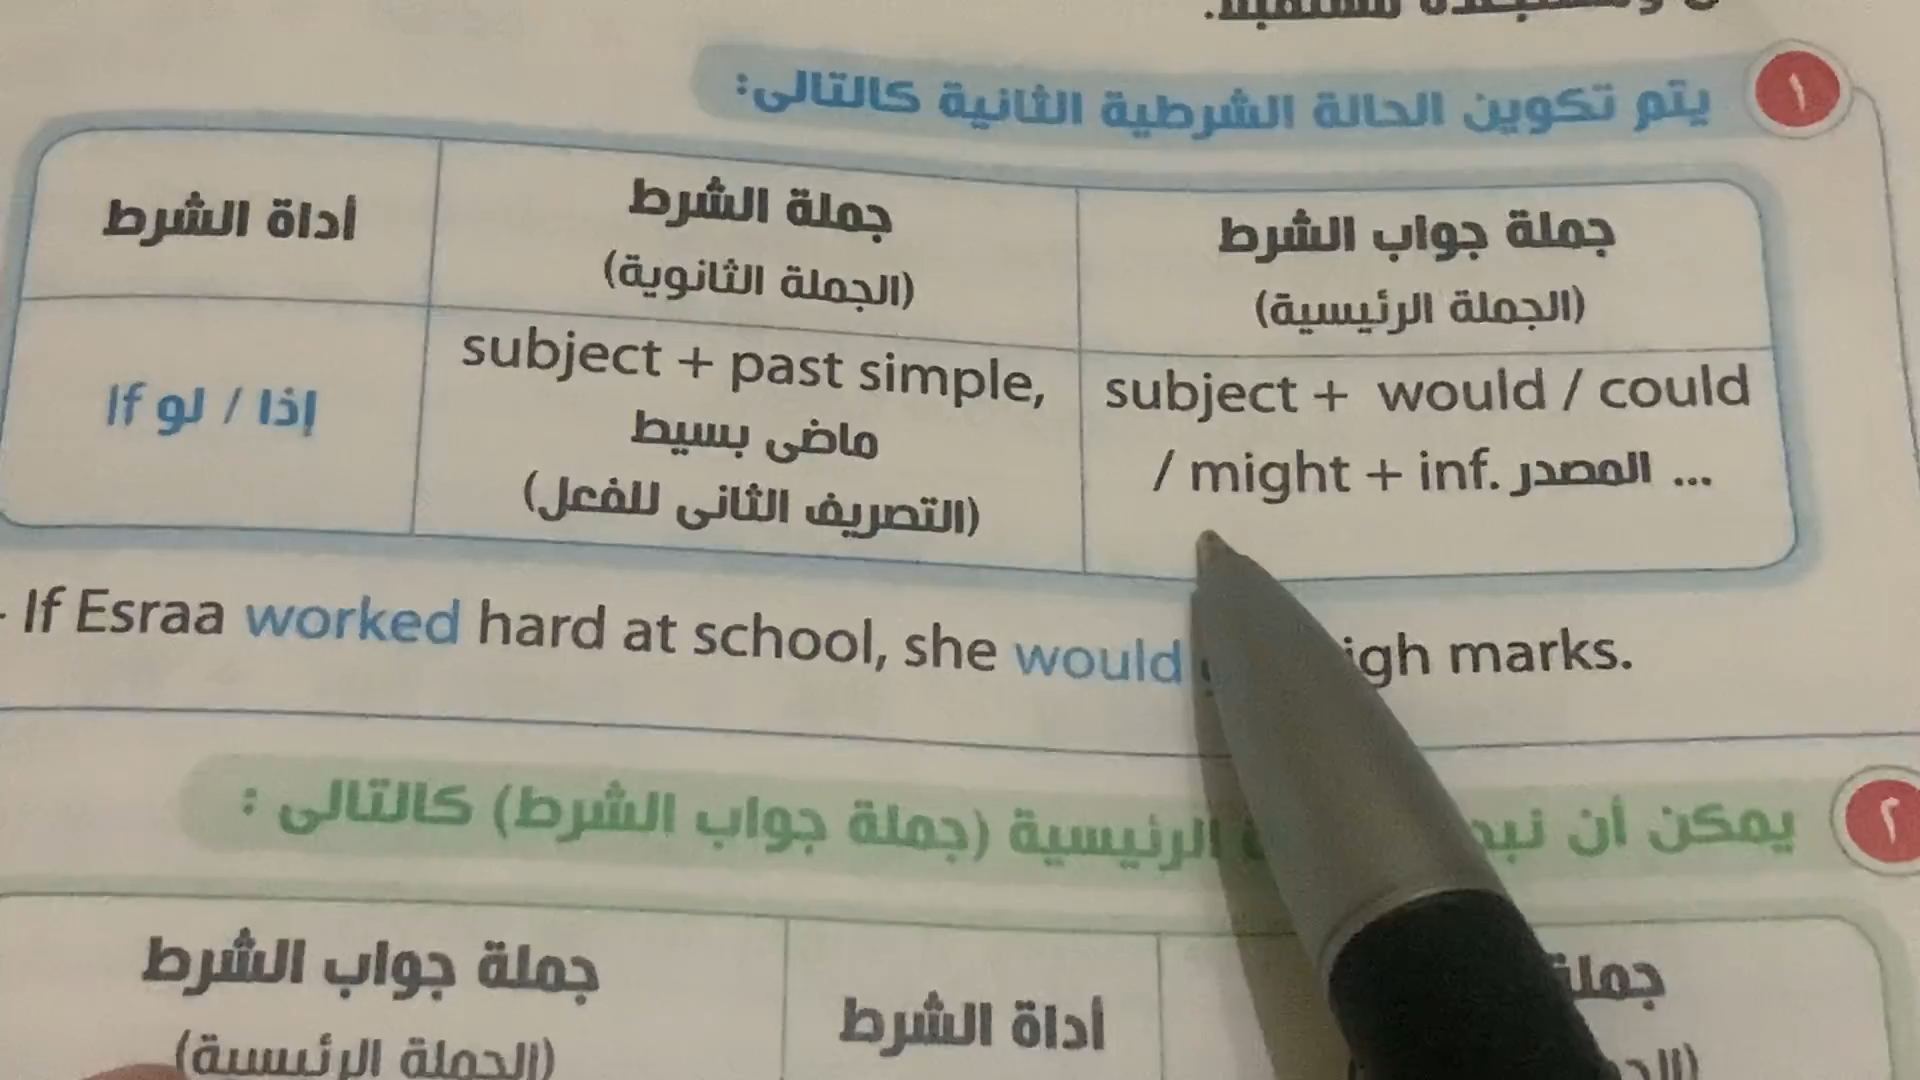 ١ يتم تكوين الحالة الشرطية الثانية كالتالى:
أداة الشرط
جملة الشرط
(الجملة الثانوية)
جملة جواب الشرط
(الجملة الرئيسية)
If لو / إذا
subject + past simple,
ماضى بسيط
(التصريف الثانى للفعل)
subject + would / could
/ might + inf. المصدر ...
- If Esraa worked hard at school, she would marks.
٢ يمكن أن الرئيسية (جملة جواب الشرط) كالتالى :
جملة جواب الشرط
(الجملة الرئيسية)
أداة الشرط
جملة